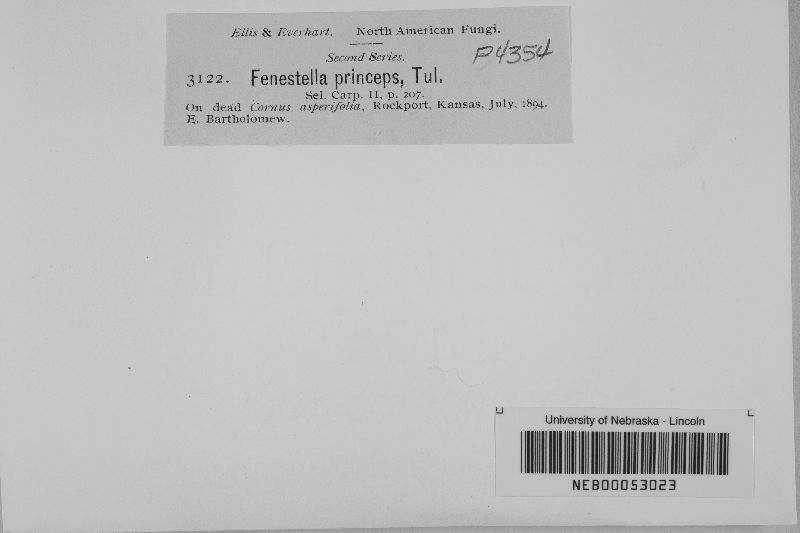 Ellis & Everhart. North American Fungi.
Second Series.
P4354
3122. Fenestella princeps, Tul.
Sel. Carp. II, p. 207.
On dead Cornus asperifolia, Rockport, Kansas, July, 1894.
E. Bartholomew.
University of Nebraska - Lincoln
NEB00053023